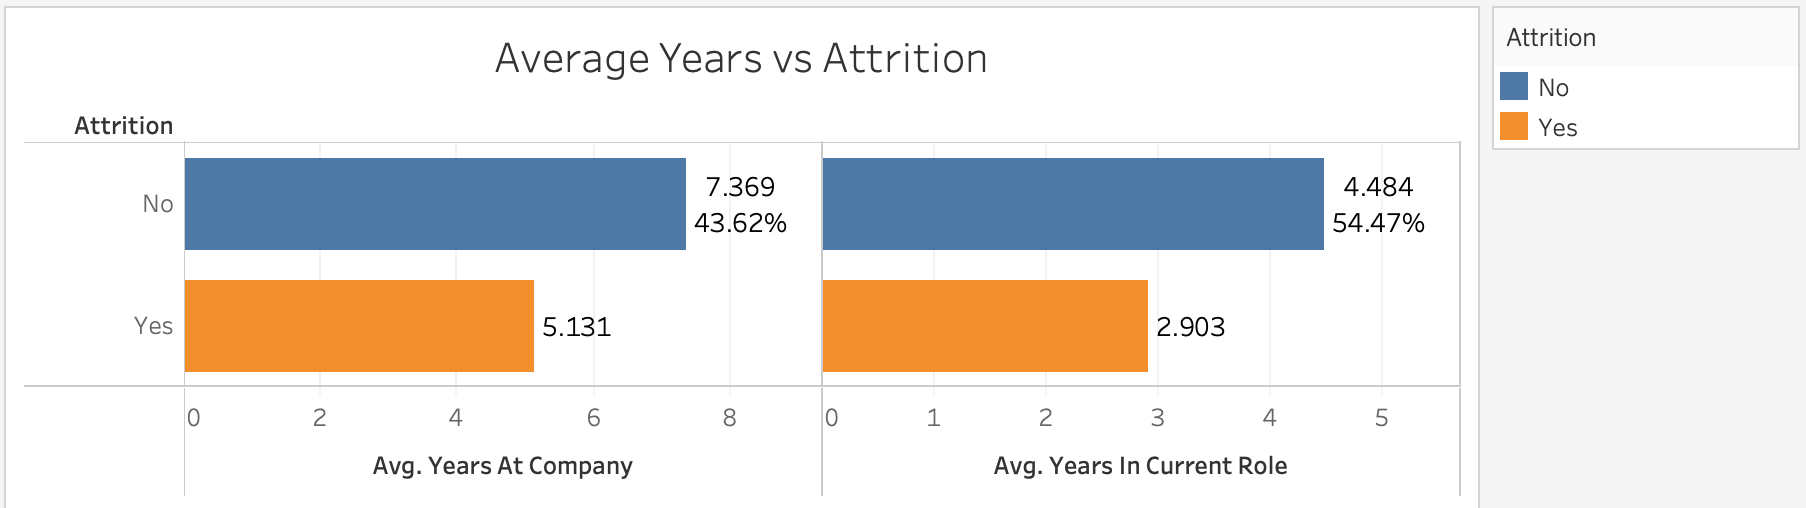 Average Years vs Attrition
Attrition
No
7.369
43.62%
4.484
54.47%
Yes
5.131
2.903
0 2 4 6 8 0 1 2 3 4 5
Avg. Years At Company Avg. Years In Current Role
Attrition
No
Yes